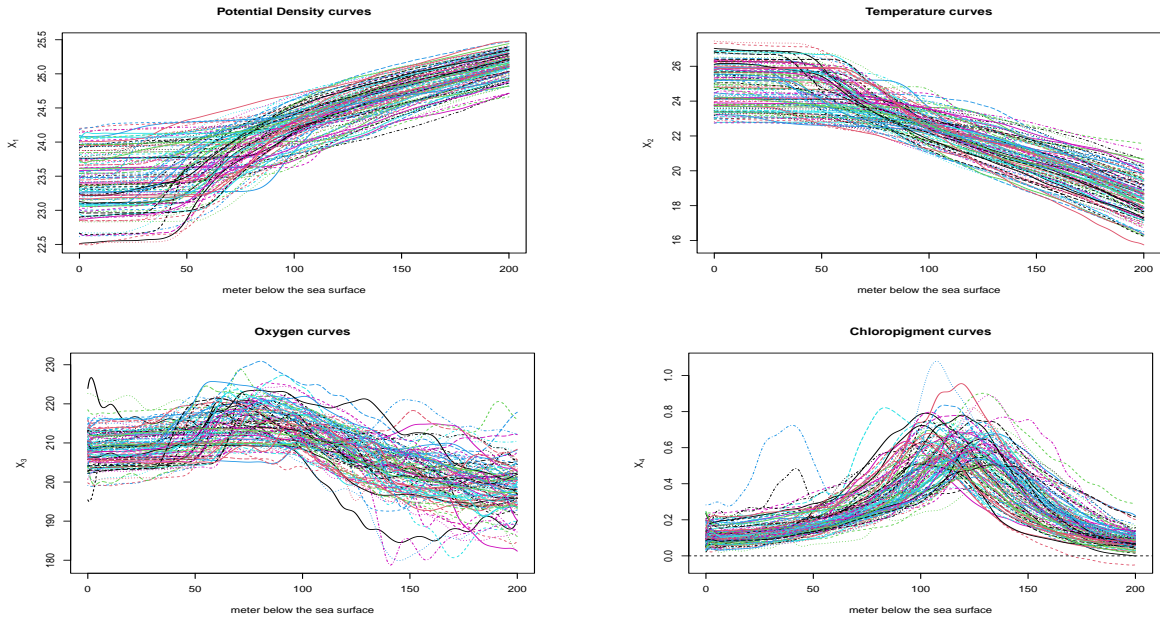 Potential Density curves
X1
25.5
25.0
24.5
24.0
23.5
23.0
22.5
0 50 100 150 200
meter below the sea surface
Temperature curves
X2
26
24
22
20
18
16
0 50 100 150 200
meter below the sea surface
Oxygen curves
X3
230
220
210
200
190
180
0 50 100 150 200
meter below the sea surface
Chloropigment curves
X4
1.0
0.8
0.6
0.4
0.2
0.0
0 50 100 150 200
meter below the sea surface